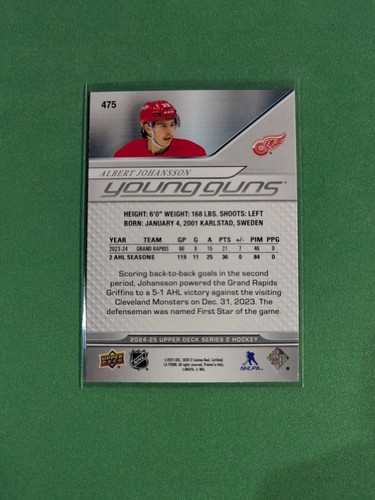 475
ALBERT JOHANSSON
YOUNG GUNS
HEIGHT: 6'0" WEIGHT: 168 LBS. SHOOTS: LEFT
BORN: JANUARY 4, 2001 KARLSTAD, SWEDEN
YEAR TEAM GP G A PTS +/- PIM PPG
2023-24 GRAND RAPIDS 66 6 15 21 7 46 0
2 AHL SEASONS 119 11 25 36 0 84 0
Scoring back-to-back goals in the second
period, Johansson powered the Grand Rapids
Griffins to a 5-1 AHL victory against the visiting
Cleveland Monsters on Dec. 31, 2023. The
defenseman was named First Star of the game.
2024-25 UPPER DECK SERIES 2 HOCKEY
UPPER DECK
NHL
NHLPA